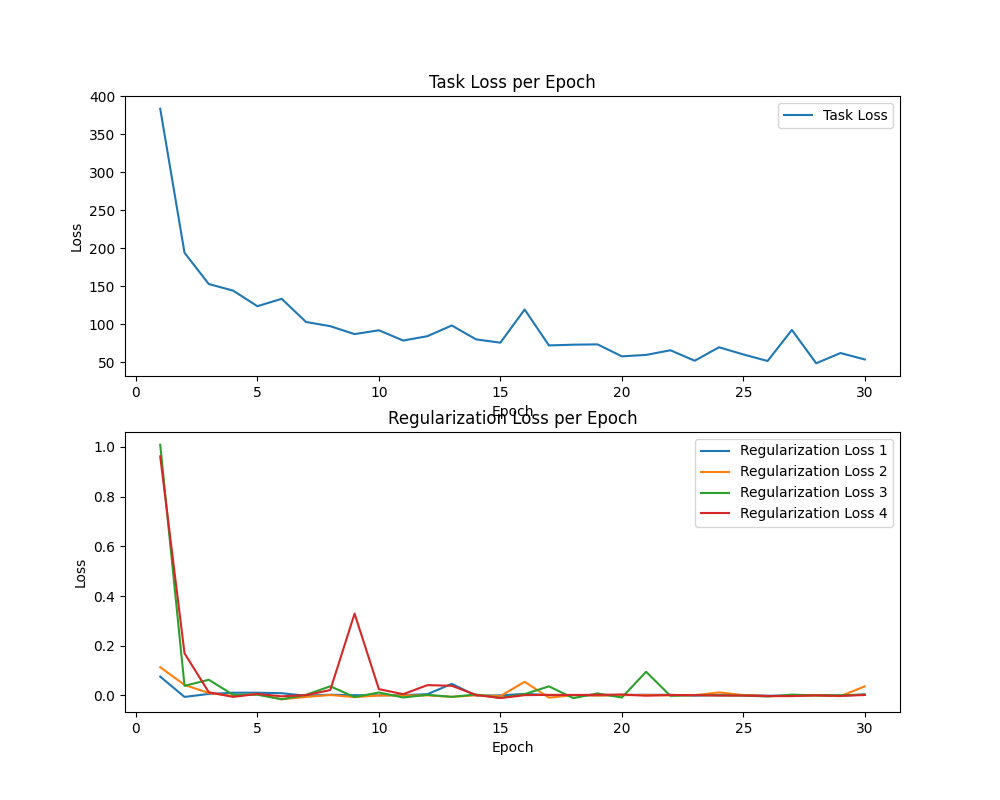 Task Loss per Epoch
400
350
300
250
200
150
100
50
Loss
Task Loss
0 5 10 15 20 25 30
Epoch
Regularization Loss per Epoch
1.0
0.8
0.6
0.4
0.2
0.0
Loss
Regularization Loss 1
Regularization Loss 2
Regularization Loss 3
Regularization Loss 4
0 5 10 15 20 25 30
Epoch